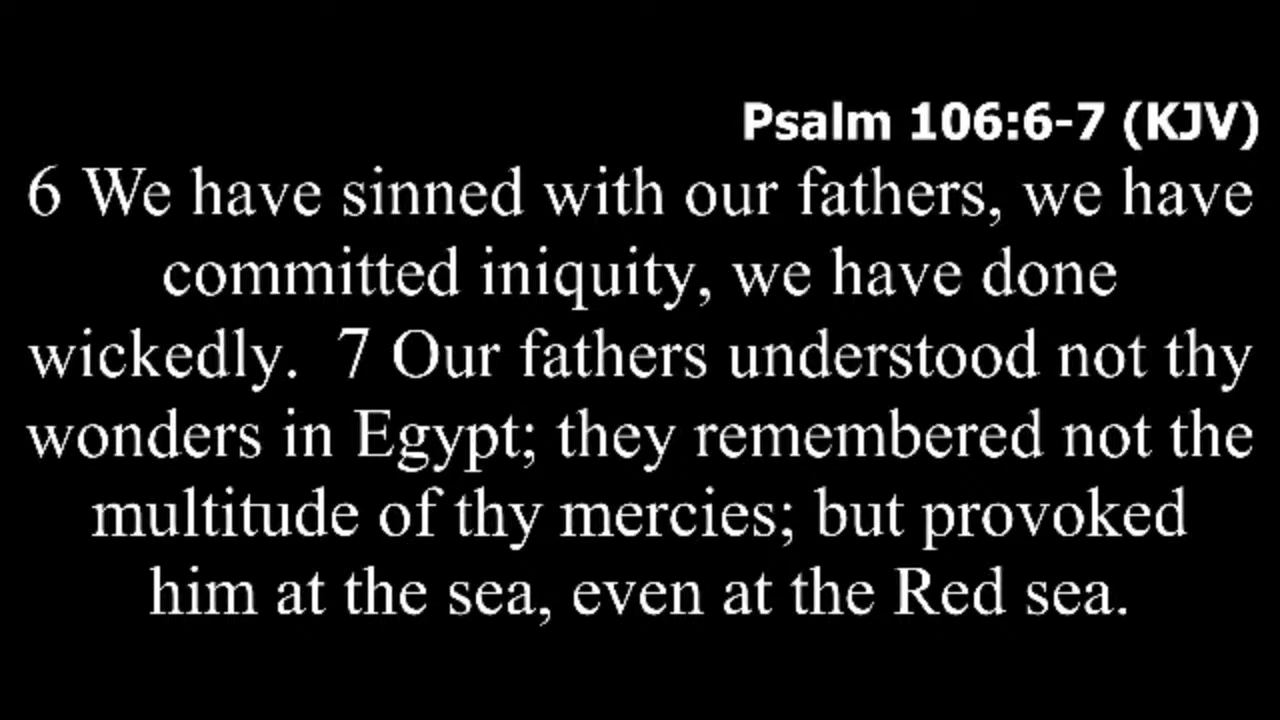 Psalm 106:6-7 (KJV)
6 We have sinned with our fathers, we have
committed iniquity, we have done
wickedly.  7 Our fathers understood not thy
wonders in Egypt; they remembered not the
multitude of thy mercies; but provoked
him at the sea, even at the Red sea.